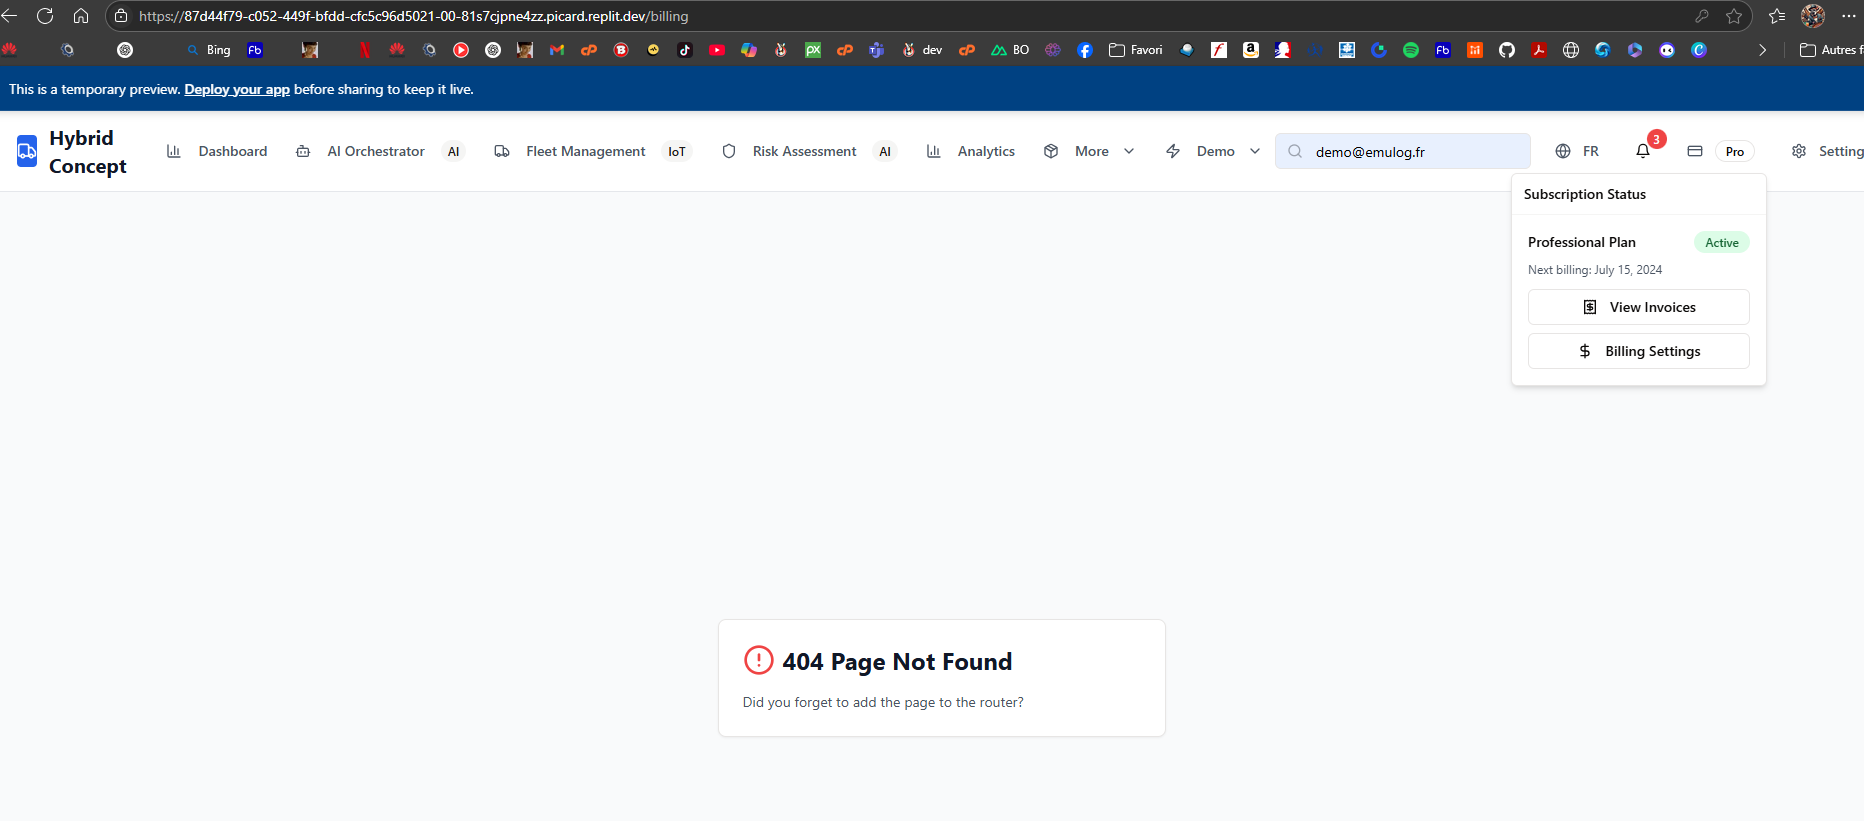 https://87d44f79-c052-449f-bfdd-cfc5c96d5021-00-81s7cjpne4zz.picard.replit.dev/billing
Bing
dev
BO
Favori
Autres f
This is a temporary preview. Deploy your app before sharing to keep it live.
Hybrid
Concept
Dashboard
AI Orchestrator AI
Fleet Management IoT
Risk Assessment AI
Analytics
More
Demo
demo@emulog.fr
FR
3
Pro
Setting
Subscription Status
Professional Plan Active
Next billing: July 15, 2024
View Invoices
Billing Settings
404 Page Not Found
Did you forget to add the page to the router?